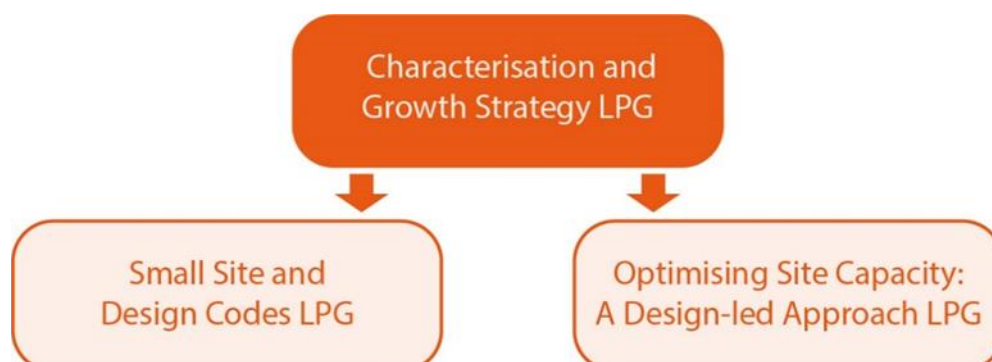 Characterisation and
Growth Strategy LPG
Small Site and
Design Codes LPG
Optimising Site Capacity:
A Design-led Approach LPG